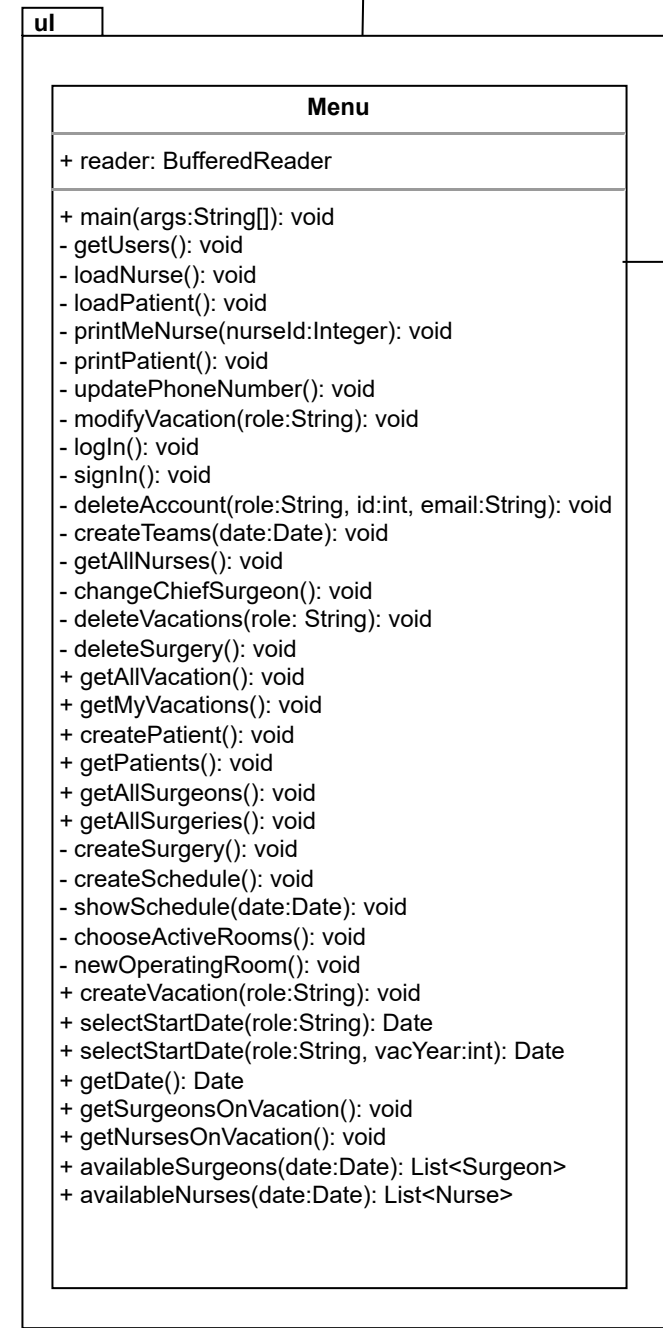 uI
Menu
+ reader: BufferedReader
+ main(args:String[]): void
- getUsers(): void
- loadNurse(): void
- loadPatient(): void
- printMeNurse(nurseId:Integer): void
- printPatient(): void
- updatePhoneNumber(): void
- modifyVacation(role:String): void
- logIn(): void
- signIn(): void
- deleteAccount(role:String, id:int, email:String): void
- createTeams(date:Date): void
- getAllNurses(): void
- changeChiefSurgeon(): void
- deleteVacations(role: String): void
- deleteSurgery(): void
+ getAllVacation(): void
+ getMyVacations(): void
+ createPatient(): void
+ getPatients(): void
+ getAllSurgeons(): void
+ getAllSurgeries(): void
- createSurgery(): void
- createSchedule(): void
- showSchedule(date:Date): void
- chooseActiveRooms(): void
- newOperatingRoom(): void
+ createVacation(role:String): void
+ selectStartDate(role:String): Date
+ selectStartDate(role:String, vacYear:int): Date
+ getDate(): Date
+ getSurgeonsOnVacation(): void
+ getNursesOnVacation(): void
+ availableSurgeons(date:Date): List<Surgeon>
+ availableNurses(date:Date): List<Nurse>